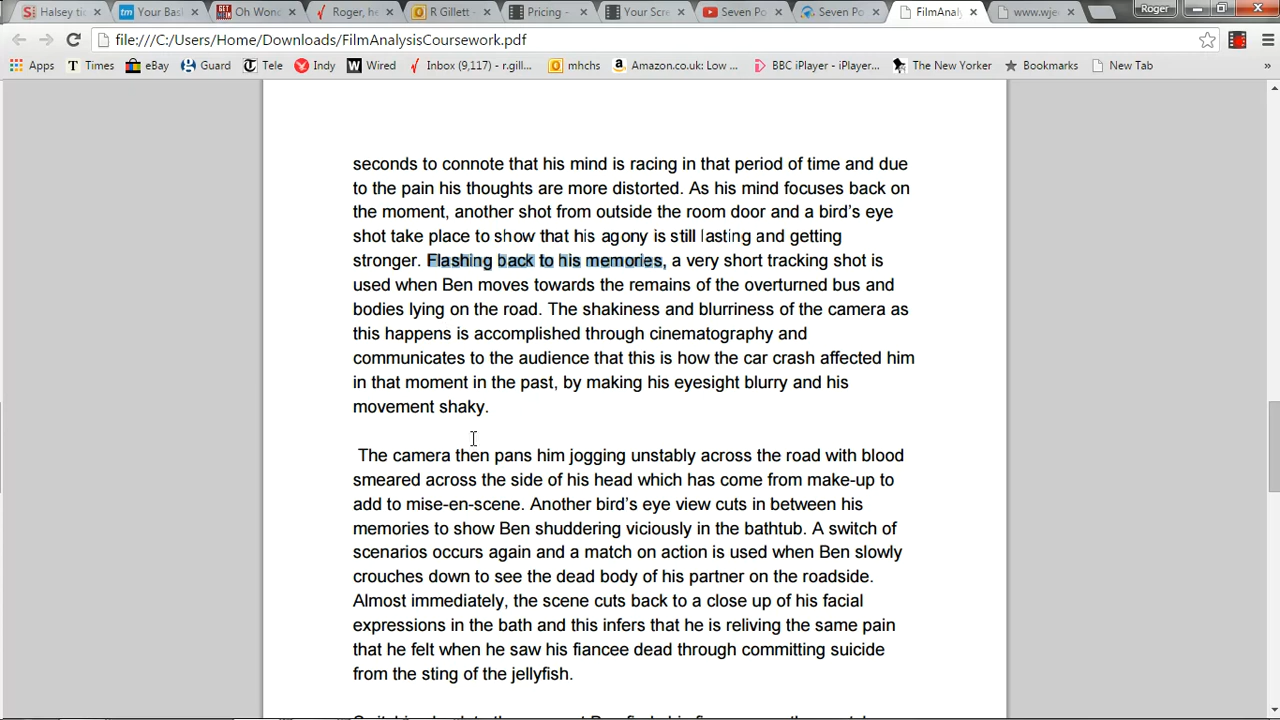 Halsey tic
Your Bask
Oh Wond
Roger, he
R Gillett -
Pricing -
Your Scre
Seven Po
Seven Po
FilmAnaly
www.wje
Roger
file:///C:/Users/Home/Downloads/FilmAnalysisCoursework.pdf
Apps
Times
eBay
Guard
Tele
Indy
Wired
Inbox (9,117) - r.gill...
mhchs
Amazon.co.uk: Low ...
BBC iPlayer - iPlayer...
The New Yorker
Bookmarks
New Tab
»
seconds to connote that his mind is racing in that period of time and due
to the pain his thoughts are more distorted. As his mind focuses back on
the moment, another shot from outside the room door and a bird's eye
shot take place to show that his agony is still lasting and getting
stronger. Flashing back to his memories, a very short tracking shot is
used when Ben moves towards the remains of the overturned bus and
bodies lying on the road. The shakiness and blurriness of the camera as
this happens is accomplished through cinematography and
communicates to the audience that this is how the car crash affected him
in that moment in the past, by making his eyesight blurry and his
movement shaky.
The camera then pans him jogging unstably across the road with blood
smeared across the side of his head which has come from make-up to
add to mise-en-scene. Another bird's eye view cuts in between his
memories to show Ben shuddering viciously in the bathtub. A switch of
scenarios occurs again and a match on action is used when Ben slowly
crouches down to see the dead body of his partner on the roadside.
Almost immediately, the scene cuts back to a close up of his facial
expressions in the bath and this infers that he is reliving the same pain
that he felt when he saw his fiancee dead through committing suicide
from the sting of the jellyfish.